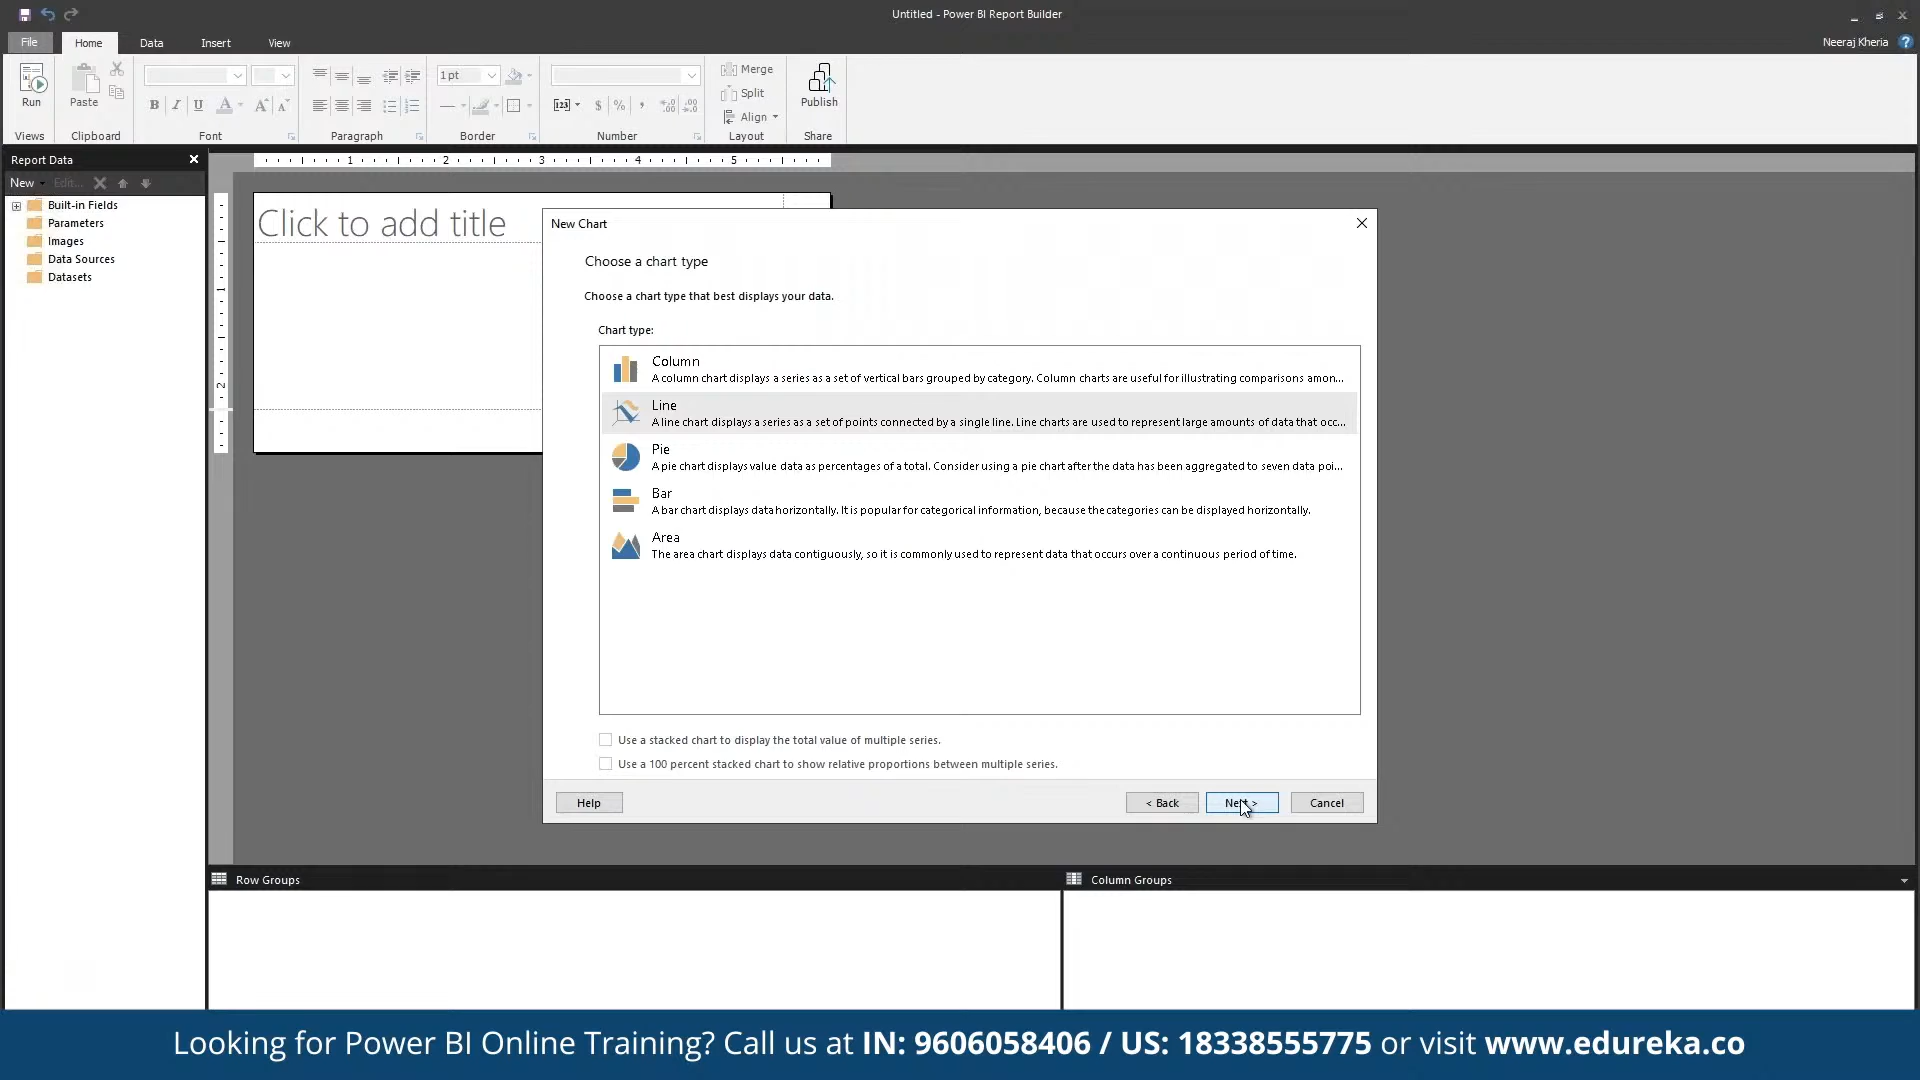 Untitled - Power BI Report Builder
File
Home
Data
Insert
View
Neeraj Kheria
Run
Paste
1 pt
Merge
Split
Align
Publish
Views
Clipboard
Font
Paragraph
Border
Number
Layout
Share
Report Data
New
Edit...
Built-in Fields
Parameters
Images
Data Sources
Datasets
1 2 3 4 5
1
2
Click to add title
New Chart
Choose a chart type
Choose a chart type that best displays your data.
Chart type:
Column
A column chart displays a series as a set of vertical bars grouped by category. Column charts are useful for illustrating comparisons amon...
Line
A line chart displays a series as a set of points connected by a single line. Line charts are used to represent large amounts of data that occ...
Pie
A pie chart displays value data as percentages of a total. Consider using a pie chart after the data has been aggregated to seven data poi...
Bar
A bar chart displays data horizontally. It is popular for categorical information, because the categories can be displayed horizontally.
Area
The area chart displays data contiguously, so it is commonly used to represent data that occurs over a continuous period of time.
Use a stacked chart to display the total value of multiple series.
Use a 100 percent stacked chart to show relative proportions between multiple series.
Help
< Back
Next >
Cancel
Row Groups
Column Groups
Looking for Power BI Online Training? Call us at IN: 9606058406 / US: 18338555775 or visit www.edureka.co